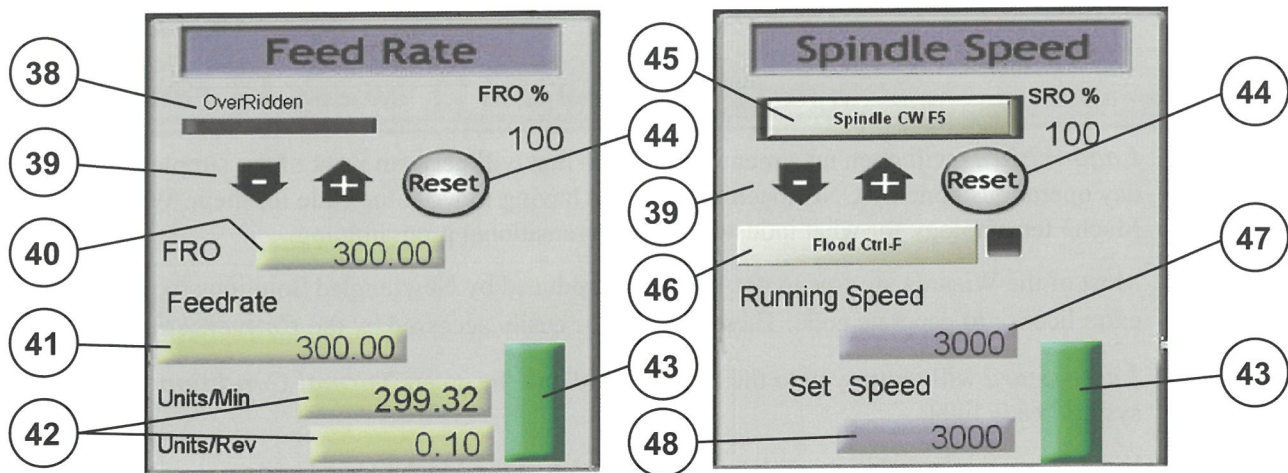 Feed Rate
38
OverRidden
FRO %
100
39
-
+
Reset
44
40
FRO
300.00
Feedrate
41
300.00
43
Units/Min
299.32
42
Units/Rev
0.10
Spindle Speed
45
Spindle CW F5
SRO %
100
44
39
-
+
Reset
46
Flood Ctrl-F
47
Running Speed
3000
Set Speed
43
48
3000